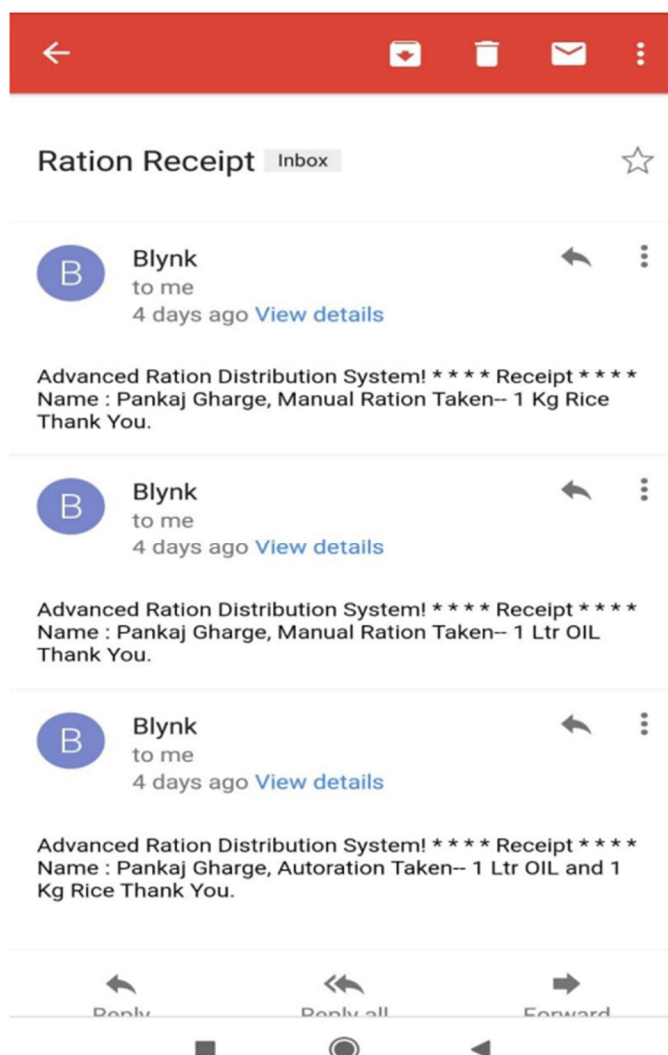 Ration Receipt Inbox
B
Blynk
to me
4 days ago View details
Advanced Ration Distribution System! * * * * Receipt * * * *
Name : Pankaj Gharge, Manual Ration Taken-- 1 Kg Rice
Thank You.
B
Blynk
to me
4 days ago View details
Advanced Ration Distribution System! * * * * Receipt * * * *
Name : Pankaj Gharge, Manual Ration Taken-- 1 Ltr OIL
Thank You.
B
Blynk
to me
4 days ago View details
Advanced Ration Distribution System! * * * * Receipt * * * *
Name : Pankaj Gharge, Autoration Taken-- 1 Ltr OIL and 1
Kg Rice Thank You.
Reply Reply all Forward